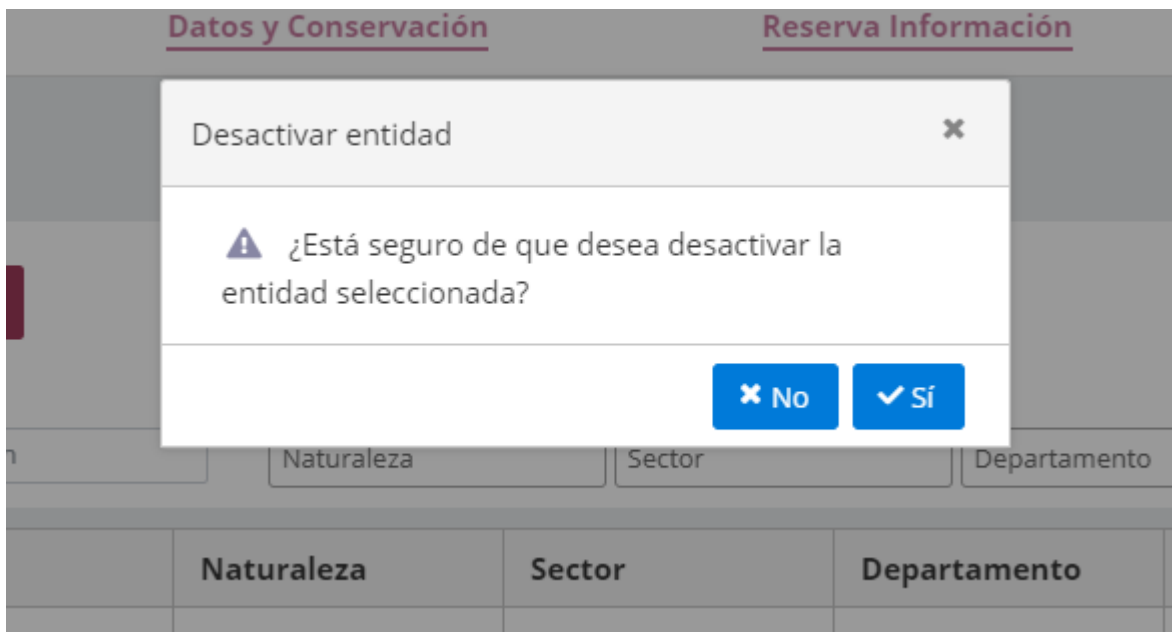 Datos y Conservación Reserva Información
Desactivar entidad
¿Está seguro de que desea desactivar la
entidad seleccionada?
No Sí
Naturaleza Sector Departamento
Naturaleza Sector Departamento